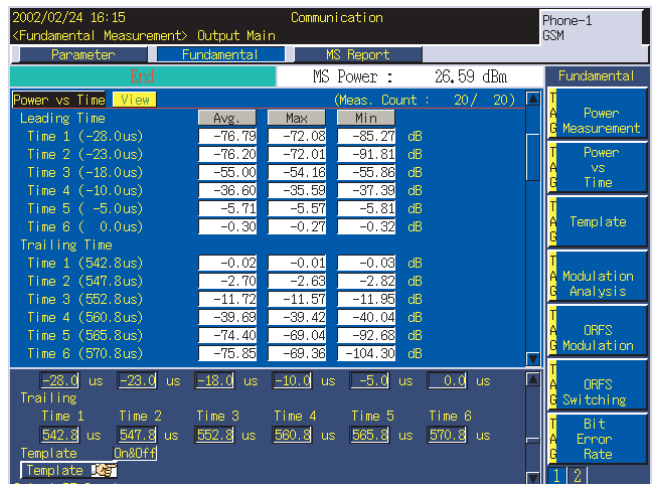 2002/02/24 16:15 Communication Phone-1
<Fundamental Measurement> Output Main GSM
Parameter Fundamental MS Report
End MS Power : 26.59 dBm Fundamental
Power vs Time View (Meas. Count : 20/ 20)
Leading Time Avg. Max Min
Time 1 (-28.0us) -76.79 -72.08 -85.27 dB
Time 2 (-23.0us) -76.20 -72.01 -91.81 dB
Time 3 (-18.0us) -55.00 -54.16 -55.86 dB
Time 4 (-10.0us) -36.60 -35.59 -37.39 dB
Time 5 ( -5.0us) -5.71 -5.57 -5.81 dB
Time 6 ( 0.0us) -0.30 -0.27 -0.32 dB
Trailing Time
Time 1 (542.8us) -0.02 -0.01 -0.03 dB
Time 2 (547.8us) -2.70 -2.63 -2.82 dB
Time 3 (552.8us) -11.72 -11.57 -11.95 dB
Time 4 (560.8us) -39.69 -39.42 -40.04 dB
Time 5 (565.8us) -74.40 -69.04 -92.68 dB
Time 6 (570.8us) -75.85 -69.36 -104.30 dB
-28.0 us -23.0 us -18.0 us -10.0 us -5.0 us 0.0 us
Trailing
Time 1 Time 2 Time 3 Time 4 Time 5 Time 6
542.8 us 547.8 us 552.8 us 560.8 us 565.8 us 570.8 us
Template On&Off
Template
TAG Power
Measurement
TAG Power
vs
Time
TAG Template
TAG Modulation
Analysis
TAG ORFS
Modulation
TAG ORFS
Switching
TAG Bit
Error
Rate
1 2